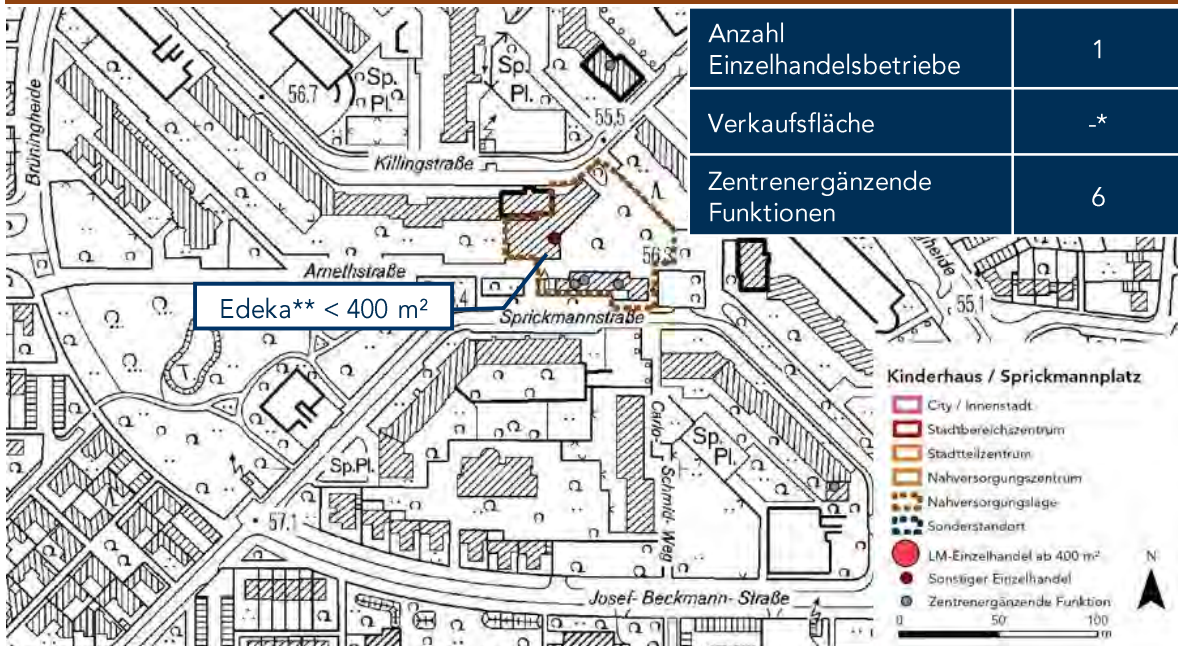 Anzahl
Einzelhandelsbetriebe
1
Verkaufsfläche
-*
Zentrenergänzende
Funktionen
6
Brüningheide
56.7
Sp.
Pl.
Sp.
Pl.
55.5
Killingstraße
56.3
Arnethstraße
Edeka** < 400 m²
Sprickmannstraße
55.1
Sp.Pl.
57.1
Carlo-Schmid-Weg
Sp.
Pl.
Josef-Beckmann-Straße
Kinderhaus / Sprickmannplatz
City / Innenstadt
Stadtbereichszentrum
Stadtteilzentrum
Nahversorgungszentrum
Nahversorgungslage
Sonderstandort
LM-Einzelhandel ab 400 m²
Sonstiger Einzelhandel
Zentrenergänzende Funktion
N
0 50 100
m